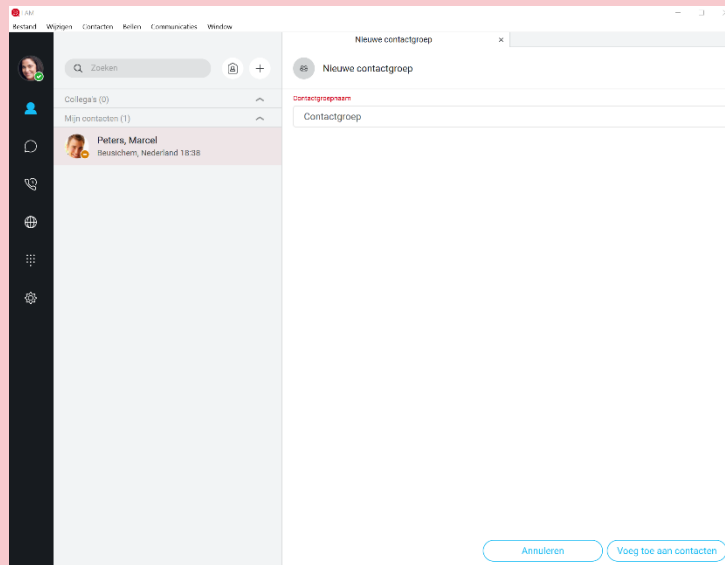 I AM
Bestand Wijzigen Contacten Bellen Communicaties Window
Nieuwe contactgroep
Zoeken
Nieuwe contactgroep
Collega's (0)
Contactgroepnaam
Mijn contacten (1)
Contactgroep
Peters, Marcel
Beusichem, Nederland 18:38
Annuleren Voeg toe aan contacten